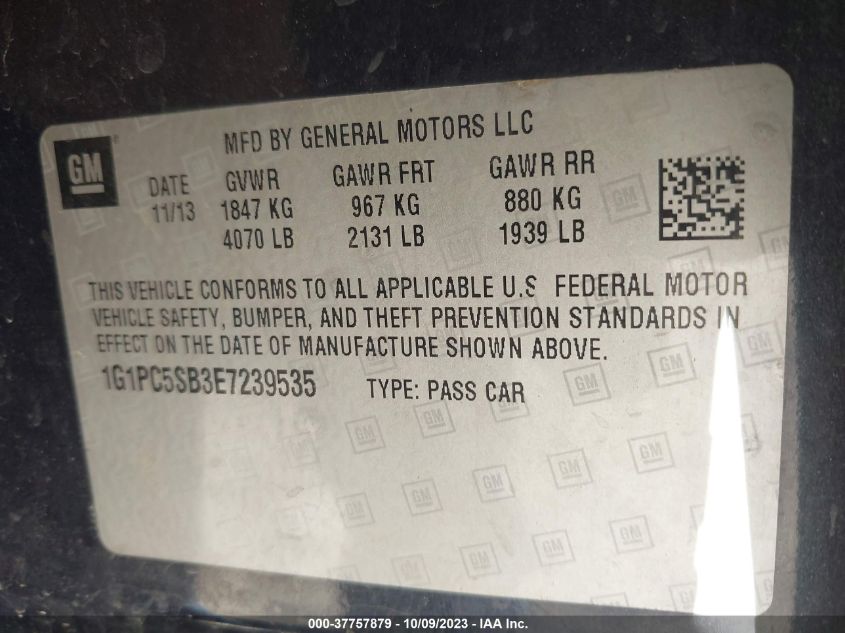 MFD BY GENERAL MOTORS LLC
GM®
DATE GVWR GAWR FRT GAWR RR
11/13 1847 KG 967 KG 880 KG
4070 LB 2131 LB 1939 LB
THIS VEHICLE CONFORMS TO ALL APPLICABLE U.S FEDERAL MOTOR
VEHICLE SAFETY, BUMPER, AND THEFT PREVENTION STANDARDS IN
EFFECT ON THE DATE OF MANUFACTURE SHOWN ABOVE.
1G1PC5SB3E7239535 TYPE: PASS CAR
000-37757879 - 10/09/2023 - IAA Inc.